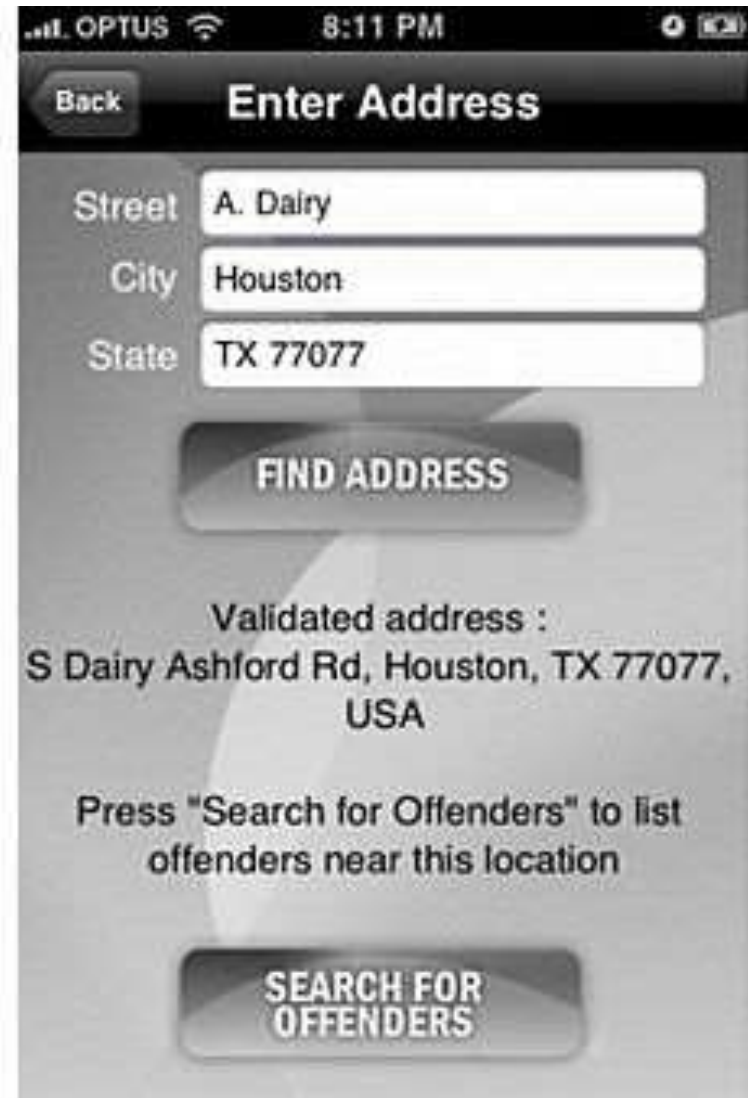 OPTUS 8:11 PM
Back Enter Address
Street A. Dairy
City Houston
State TX 77077
FIND ADDRESS
Validated address :
S Dairy Ashford Rd, Houston, TX 77077,
USA
Press "Search for Offenders" to list
offenders near this location
SEARCH FOR
OFFENDERS